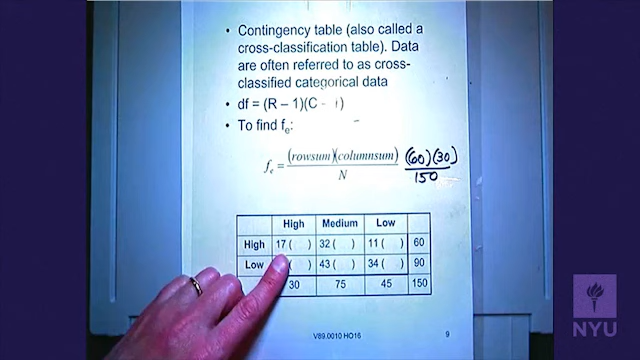 • Contingency table (also called a
cross-classification table). Data
are often referred to as cross-
classified categorical data
• df = (R – 1)(C – 1)
• To find fe:
fe = (rowsum)(columnsum) / N (60)(30) / 150
High Medium Low
High 17 ( ) 32 ( ) 11 ( ) 60
Low ( ) 43 ( ) 34 ( ) 90
30 75 45 150
V89.0010 HO16 9
NYU